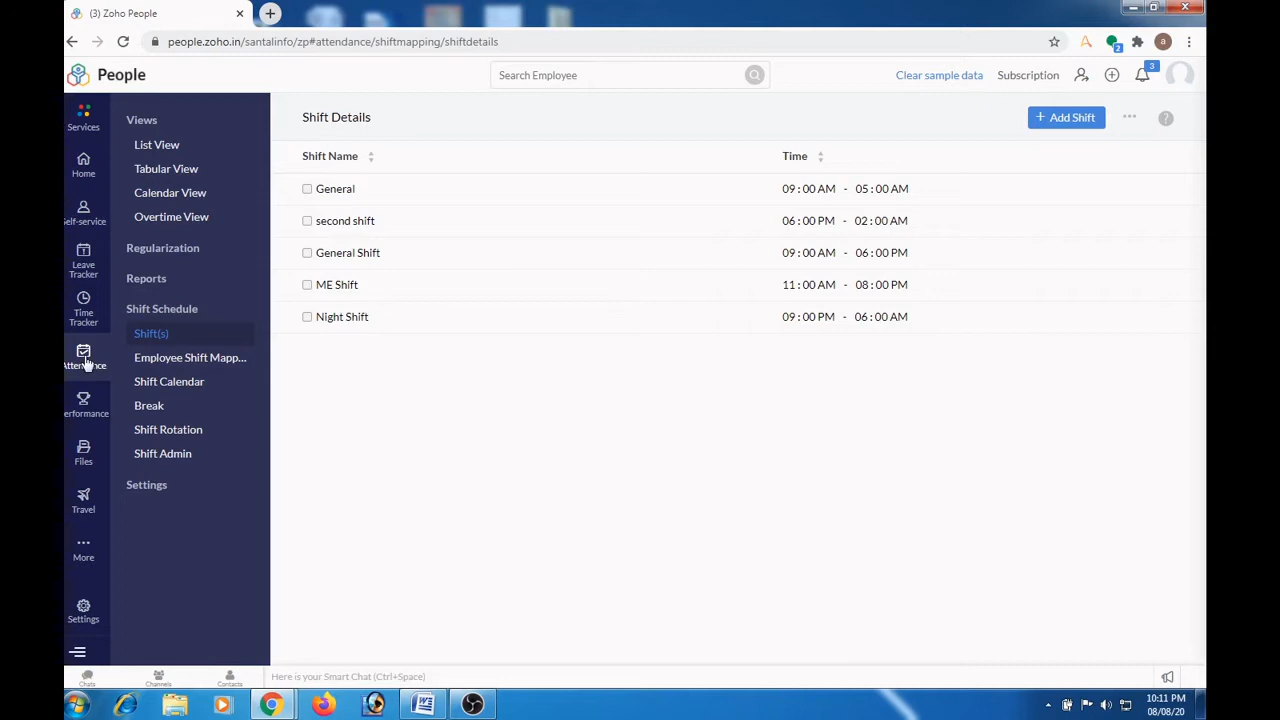 (3) Zoho People
people.zoho.in/santalinfo/zp#attendance/shiftmapping/shiftdetails
2
a
People
Search Employee
Clear sample data
Subscription
3
Services
Home
Self-service
Leave
Tracker
Time
Tracker
Attendance
Performance
Files
Travel
More
Settings
Views
List View
Tabular View
Calendar View
Overtime View
Regularization
Reports
Shift Schedule
Shift(s)
Employee Shift Mapp...
Shift Calendar
Break
Shift Rotation
Shift Admin
Settings
Shift Details
+ Add Shift
?
Shift Name Time
General 09 : 00 AM - 05 : 00 AM
second shift 06 : 00 PM - 02 : 00 AM
General Shift 09 : 00 AM - 06 : 00 PM
ME Shift 11 : 00 AM - 08 : 00 PM
Night Shift 09 : 00 PM - 06 : 00 AM
Chats
Channels
Contacts
Here is your Smart Chat (Ctrl+Space)
10:11 PM
08/08/20